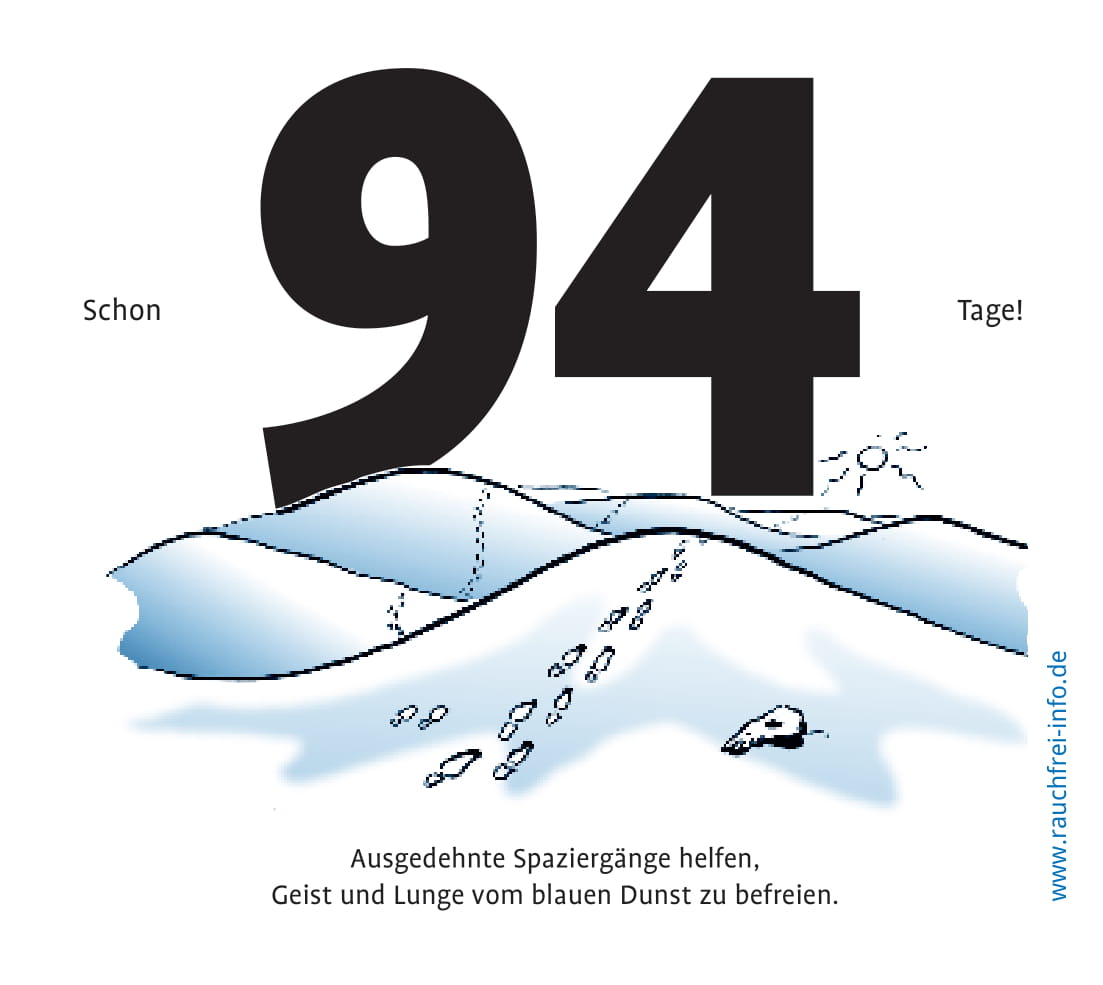 Schon
94
Tage!
Ausgedehnte Spaziergänge helfen,
Geist und Lunge vom blauen Dunst zu befreien.
www.rauchfrei-info.de